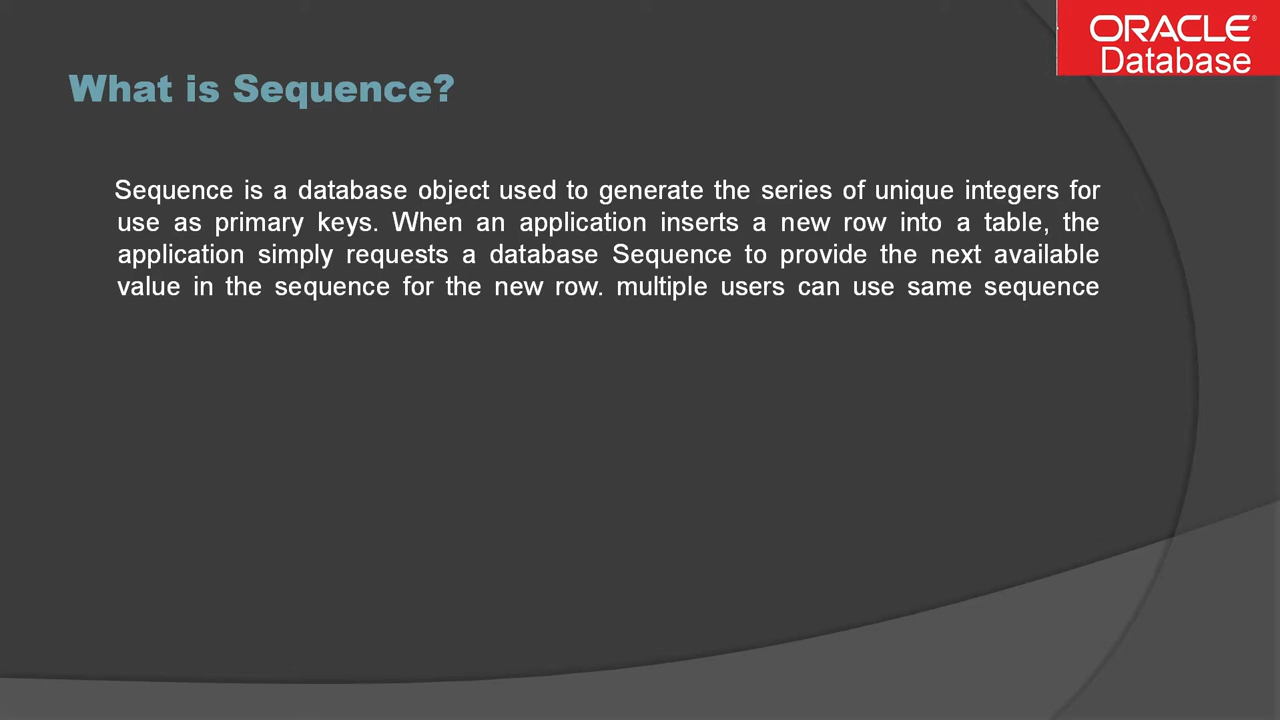 ORACLE
Database
What is Sequence?
Sequence is a database object used to generate the series of unique integers for
use as primary keys. When an application inserts a new row into a table, the
application simply requests a database Sequence to provide the next available
value in the sequence for the new row. multiple users can use same sequence